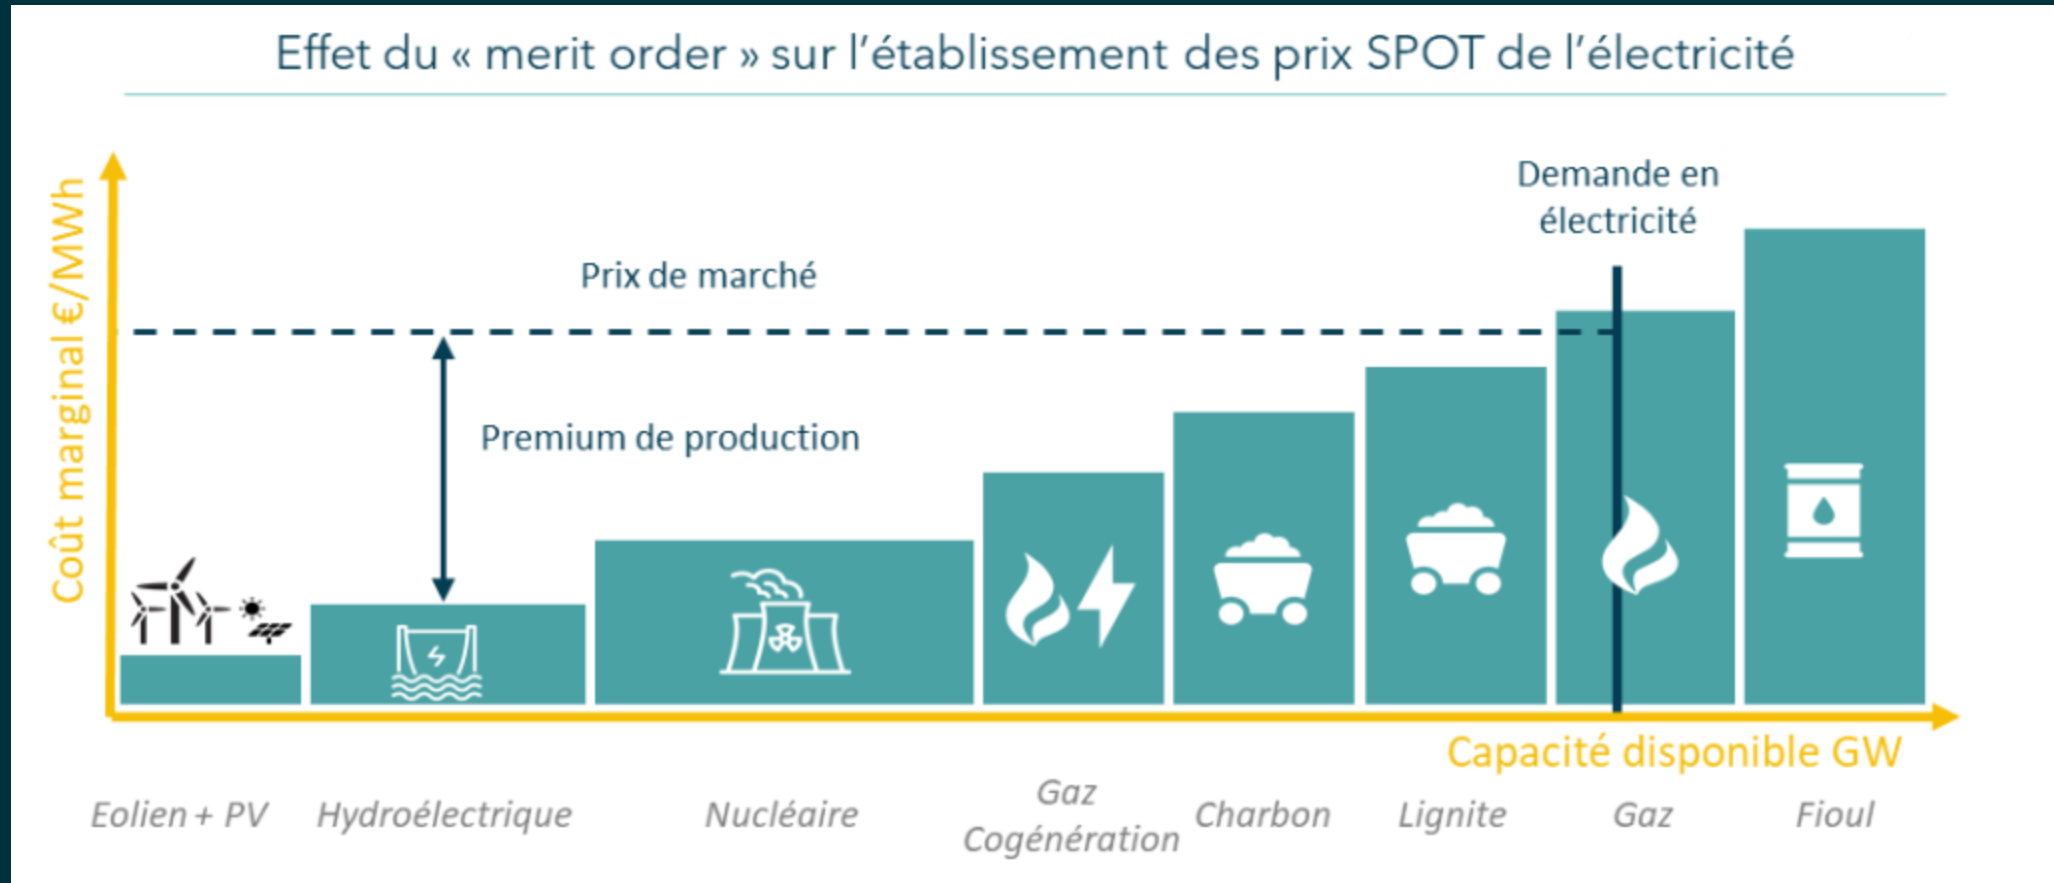 Effet du « merit order » sur l'établissement des prix SPOT de l'électricité
Coût marginal €/MWh
Demande en
électricité
Prix de marché
Premium de production
Capacité disponible GW
Eolien + PV
Hydroélectrique
Nucléaire
Gaz
Cogénération
Charbon
Lignite
Gaz
Fioul